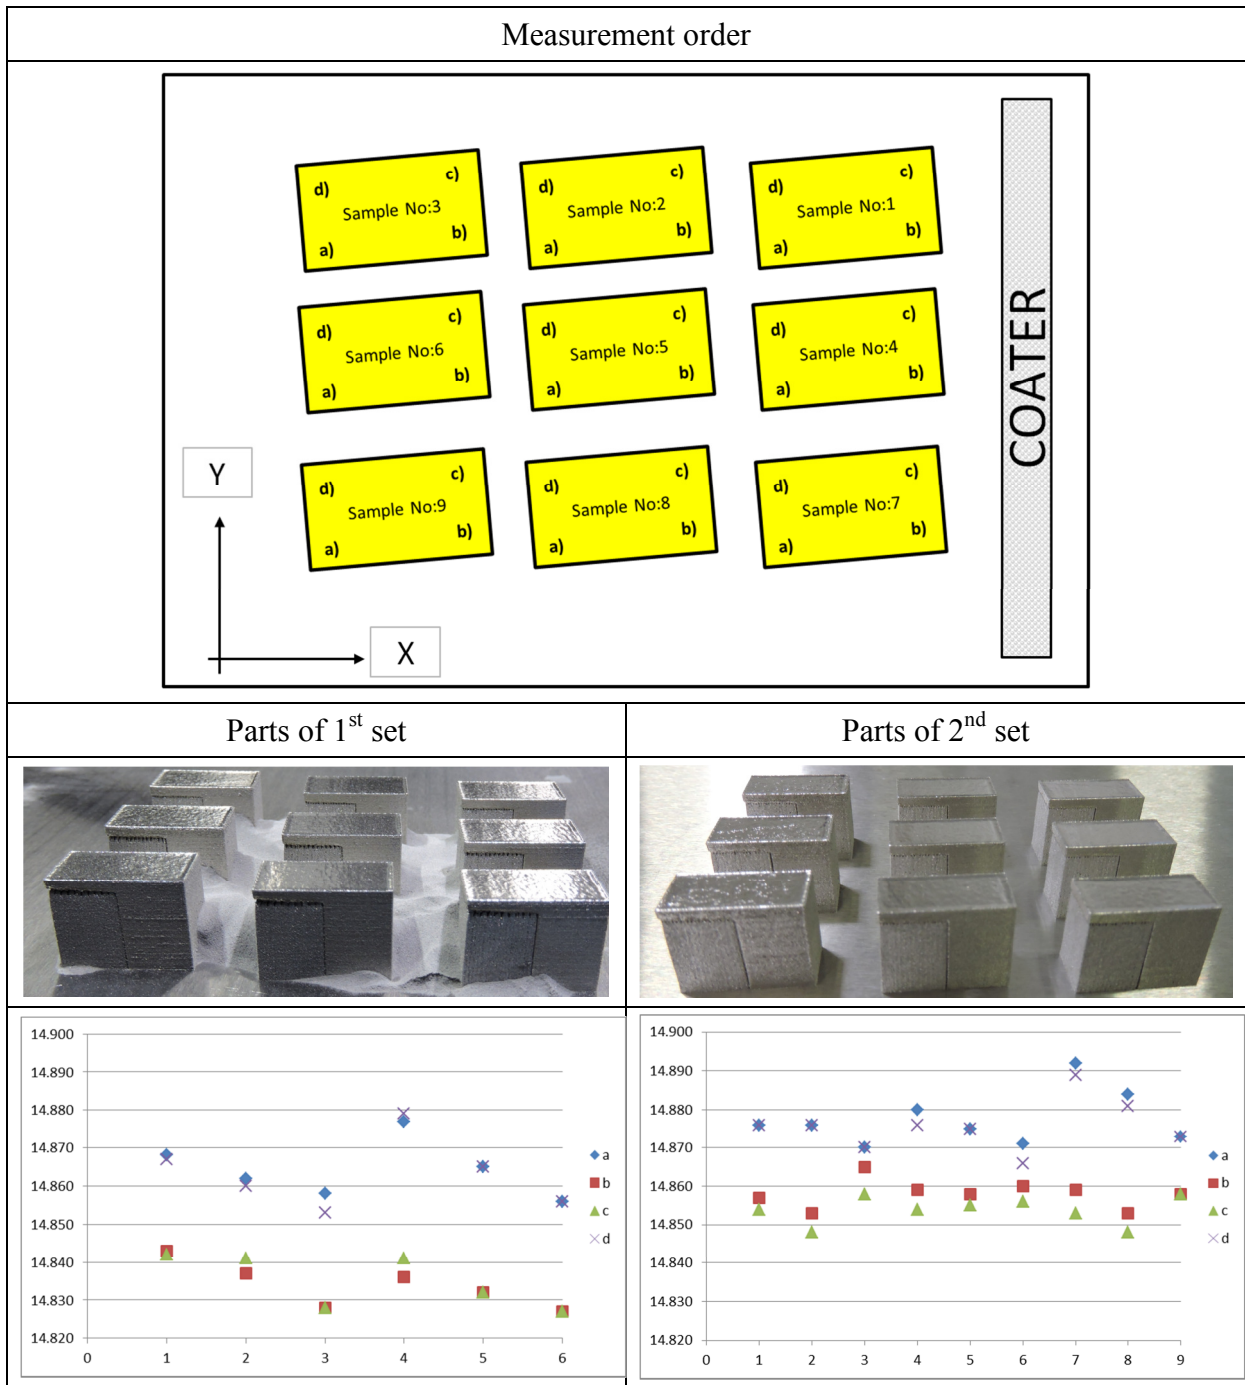 Measurement order
d) c) d) c) d) c)
Sample No:3 Sample No:2 Sample No:1
a) b) a) b) a) b)
d) c) d) c) d) c)
Sample No:6 Sample No:5 Sample No:4
a) b) a) b) a) b)
d) c) d) c) d) c)
Sample No:9 Sample No:8 Sample No:7
a) b) a) b) a) b)
COATER
Y
X
Parts of 1st set
Parts of 2nd set
14.900
14.890
14.880
14.870
14.860
14.850
14.840
14.830
14.820
0 1 2 3 4 5 6
a
b
c
d
14.900
14.890
14.880
14.870
14.860
14.850
14.840
14.830
14.820
0 1 2 3 4 5 6 7 8 9
a
b
c
d